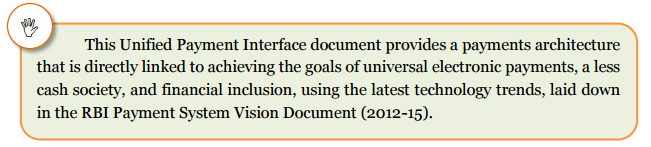 This Unified Payment Interface document provides a payments architecture
that is directly linked to achieving the goals of universal electronic payments, a less
cash society, and financial inclusion, using the latest technology trends, laid down
in the RBI Payment System Vision Document (2012-15).